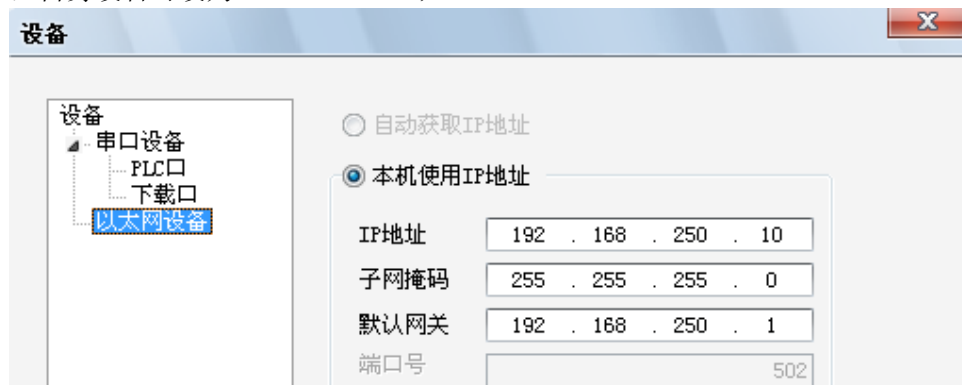 设备
设备
串口设备
PLC口
下载口
以太网设备
自动获取IP地址
本机使用IP地址
IP地址 192 . 168 . 250 . 10
子网掩码 255 . 255 . 255 . 0
默认网关 192 . 168 . 250 . 1
端口号 502